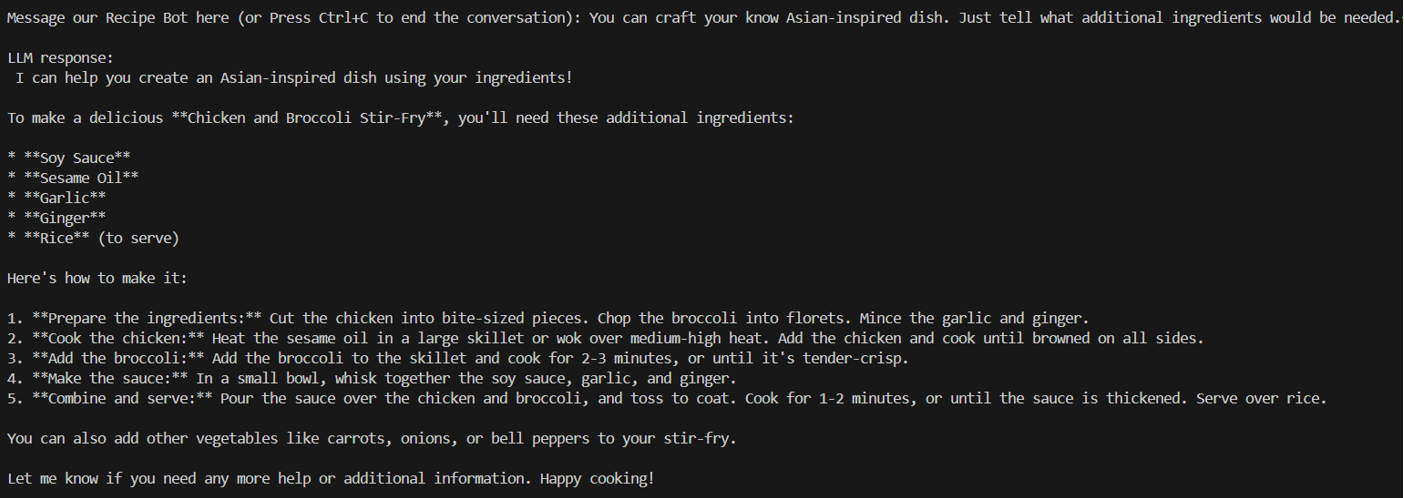 Message our Recipe Bot here (or Press Ctrl+C to end the conversation): You can craft your know Asian-inspired dish. Just tell what additional ingredients would be needed.
LLM response:
I can help you create an Asian-inspired dish using your ingredients!
To make a delicious **Chicken and Broccoli Stir-Fry**, you'll need these additional ingredients:
* **Soy Sauce**
* **Sesame Oil**
* **Garlic**
* **Ginger**
* **Rice** (to serve)
Here's how to make it:
1. **Prepare the ingredients:** Cut the chicken into bite-sized pieces. Chop the broccoli into florets. Mince the garlic and ginger.
2. **Cook the chicken:** Heat the sesame oil in a large skillet or wok over medium-high heat. Add the chicken and cook until browned on all sides.
3. **Add the broccoli:** Add the broccoli to the skillet and cook for 2-3 minutes, or until it's tender-crisp.
4. **Make the sauce:** In a small bowl, whisk together the soy sauce, garlic, and ginger.
5. **Combine and serve:** Pour the sauce over the chicken and broccoli, and toss to coat. Cook for 1-2 minutes, or until the sauce is thickened. Serve over rice.
You can also add other vegetables like carrots, onions, or bell peppers to your stir-fry.
Let me know if you need any more help or additional information. Happy cooking!